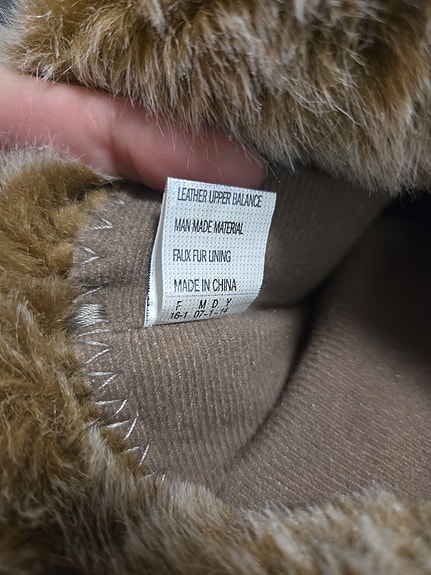 LEATHER UPPER BALANCE
MAN MADE MATERIAL
FAUX FUR LINING
MADE IN CHINA
F M D Y
16-1 07-1-14